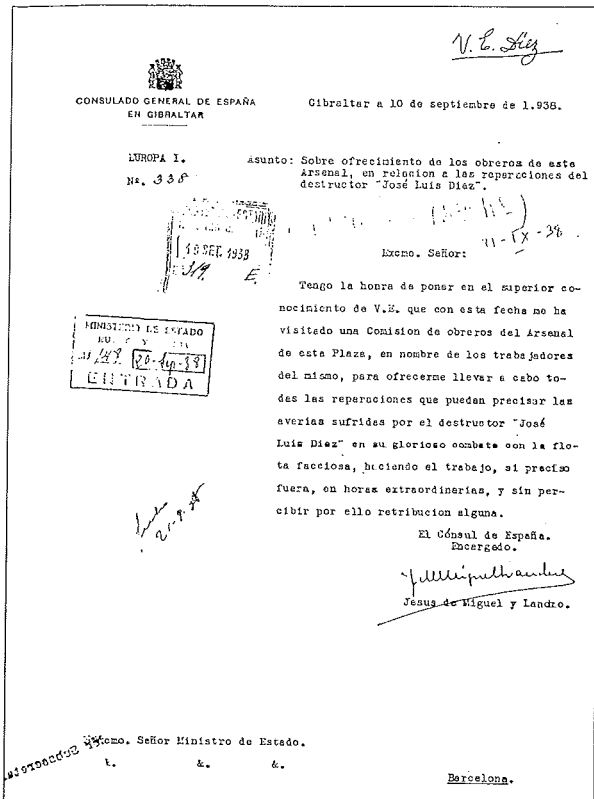 V. E. Díez
CONSULADO GENERAL DE ESPAÑA
EN GIBRALTAR
Gibraltar a 10 de septiembre de 1.938.
EUROPA I.
Nº. 338
Asunto: Sobre ofrecimiento de los obreros de este
Arsenal, en relacion a las reparaciones del
destructor "José Luis Diez".
21-IX-38
19 SET. 1938
319 E.
Excmo. Señor:
Tengo la honra de poner en el superior co-
nocimiento de V.E. que con esta fecha me ha
visitado una Comision de obreros del Arsenal
de esta Plaza, en nombre de los trabajadores
del mismo, para ofrecerme llevar a cabo to-
das las reparaciones que puedan precisar las
averias sufridas por el destructor "José
Luis Diez" en su glorioso combate con la flo-
ta facciosa, haciendo el trabajo, si preciso
fuera, en horas extraordinarias, y sin per-
cibir por ello retribucion alguna.
MINISTERIO DE ESTADO
ENTRADA
21-9-38
El Cónsul de España.
Encargado.
Jesus de Miguel y Landro.
Excmo. Señor Ministro de Estado.
&. &. &.
Barcelona.